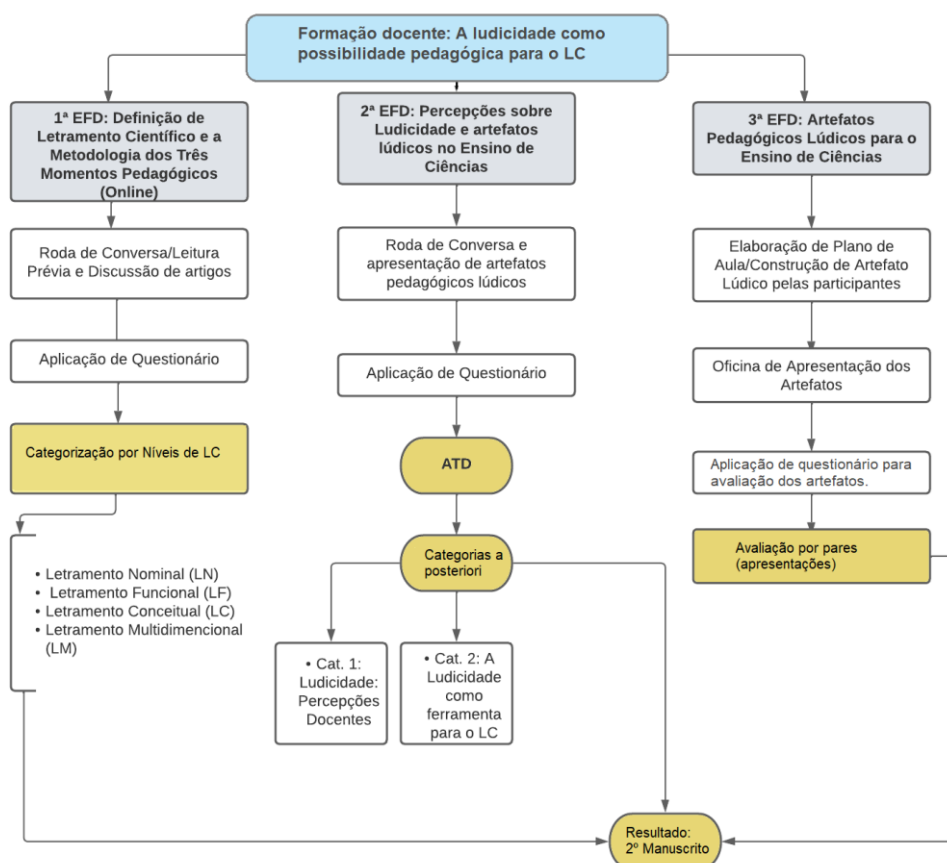 Formação docente: A ludicidade como
possibilidade pedagógica para o LC
1ª EFD: Definição de
Letramento Científico e a
Metodologia dos Três
Momentos Pedagógicos
(Online)
Roda de Conversa/Leitura
Prévia e Discussão de artigos
Aplicação de Questionário
Categorização por Níveis de LC
• Letramento Nominal (LN)
• Letramento Funcional (LF)
• Letramento Conceitual (LC)
• Letramento Multidimencional
(LM)
2ª EFD: Percepções sobre
Ludicidade e artefatos
lúdicos no Ensino de
Ciências
Roda de Conversa e
apresentação de artefatos
pedagógicos lúdicos
Aplicação de Questionário
ATD
Categorias a
posteriori
• Cat. 1:
Ludicidade:
Percepções
Docentes
• Cat. 2: A
Ludicidade
como
ferramenta
para o LC
3ª EFD: Artefatos
Pedagógicos Lúdicos para o
Ensino de Ciências
Elaboração de Plano de
Aula/Construção de Artefato
Lúdico pelas participantes
Oficina de Apresentação dos
Artefatos
Aplicação de questionário para
avaliação dos artefatos.
Avaliação por pares
(apresentações)
Resultado:
2º Manuscrito